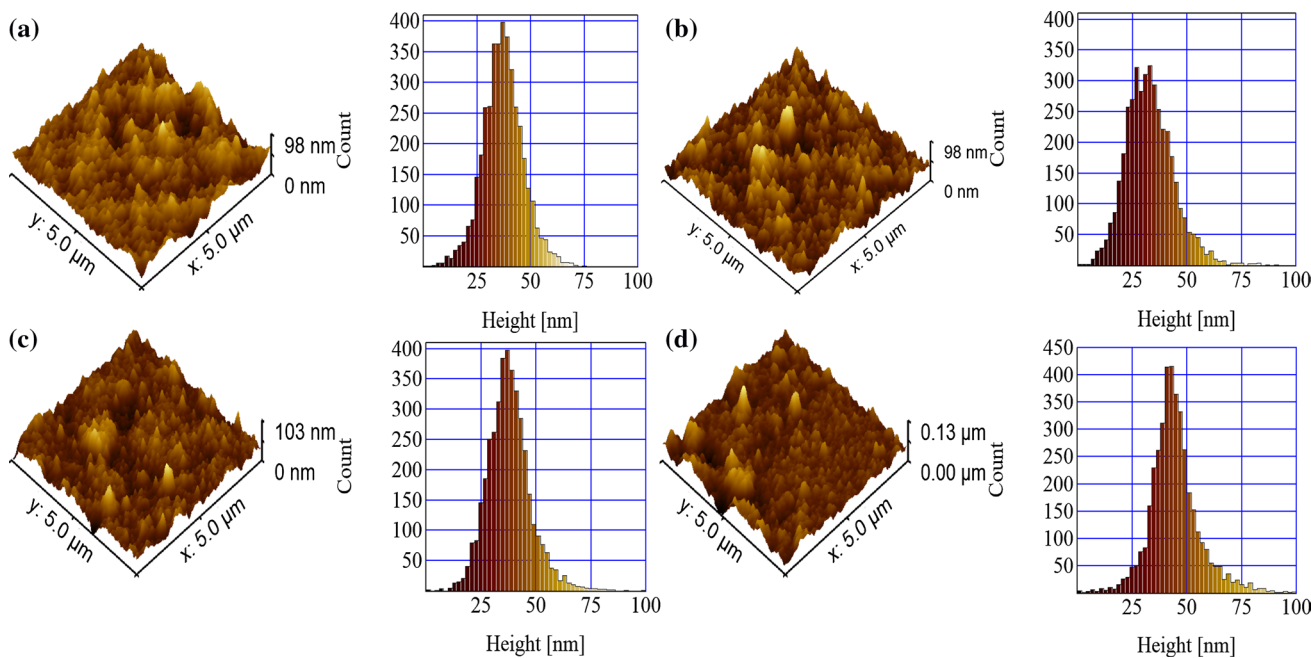 (a)
98 nm
0 nm
y: 5.0 µm
x: 5.0 µm
Count
400
350
300
250
200
150
100
50
25
50
75
100
Height [nm]
(b)
98 nm
0 nm
y: 5.0 µm
x: 5.0 µm
Count
400
350
300
250
200
150
100
50
25
50
75
100
Height [nm]
(c)
103 nm
0 nm
y: 5.0 µm
x: 5.0 µm
Count
400
350
300
250
200
150
100
50
25
50
75
100
Height [nm]
(d)
0.13 µm
0.00 µm
y: 5.0 µm
x: 5.0 µm
Count
450
400
350
300
250
200
150
100
50
25
50
75
100
Height [nm]